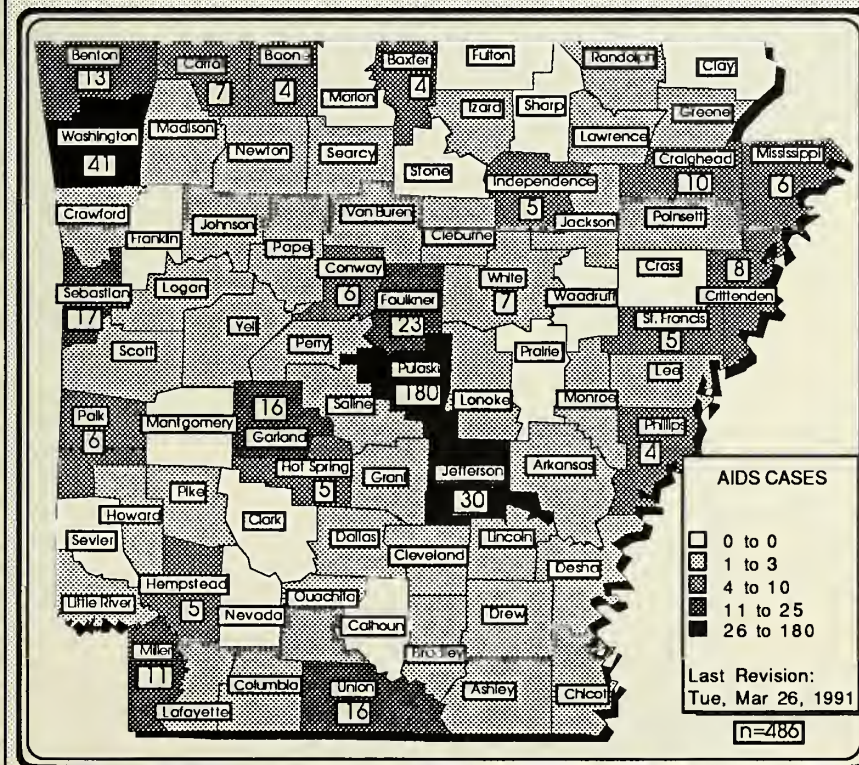 Benton
13
Carrol
7
Boone
4
Marion
Baxter
4
Fulton
Izard
Sharp
Randolph
Clay
Greene
Lawrence
Washington
41
Madison
Newton
Searcy
Stone
Independence
5
Craighead
10
Mississippi
6
Crawford
Franklin
Johnson
Van Buren
Cleburne
Jackson
Poinsett
Pape
Conway
6
Faulkner
23
White
7
Waadruff
Crass
8
Crittenden
Sebastian
17
Logan
Yell
Scott
Perry
Prairie
St. Francis
5
Lee
Pulaski
180
Saline
Lonoke
Monroe
Phillips
4
Palk
6
Mantgomery
16
Garland
Hot Spring
5
Grant
Jefferson
30
Arkansas
Pike
Howard
Sevier
Clark
Dallas
Cleveland
Lincoln
Desha
Little River
Hempstead
5
Nevada
Ouachita
Calhoun
Bradley
Drew
Miller
11
Lafayette
Columbia
Union
16
Ashley
Chicot
AIDS CASES
0 to 0
1 to 3
4 to 10
11 to 25
26 to 180
Last Revision:
Tue, Mar 26, 1991
n=486